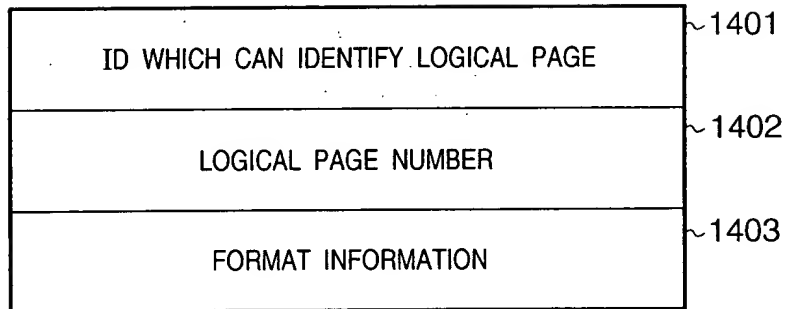 ID WHICH CAN IDENTIFY LOGICAL PAGE
1401
LOGICAL PAGE NUMBER
1402
FORMAT INFORMATION
1403